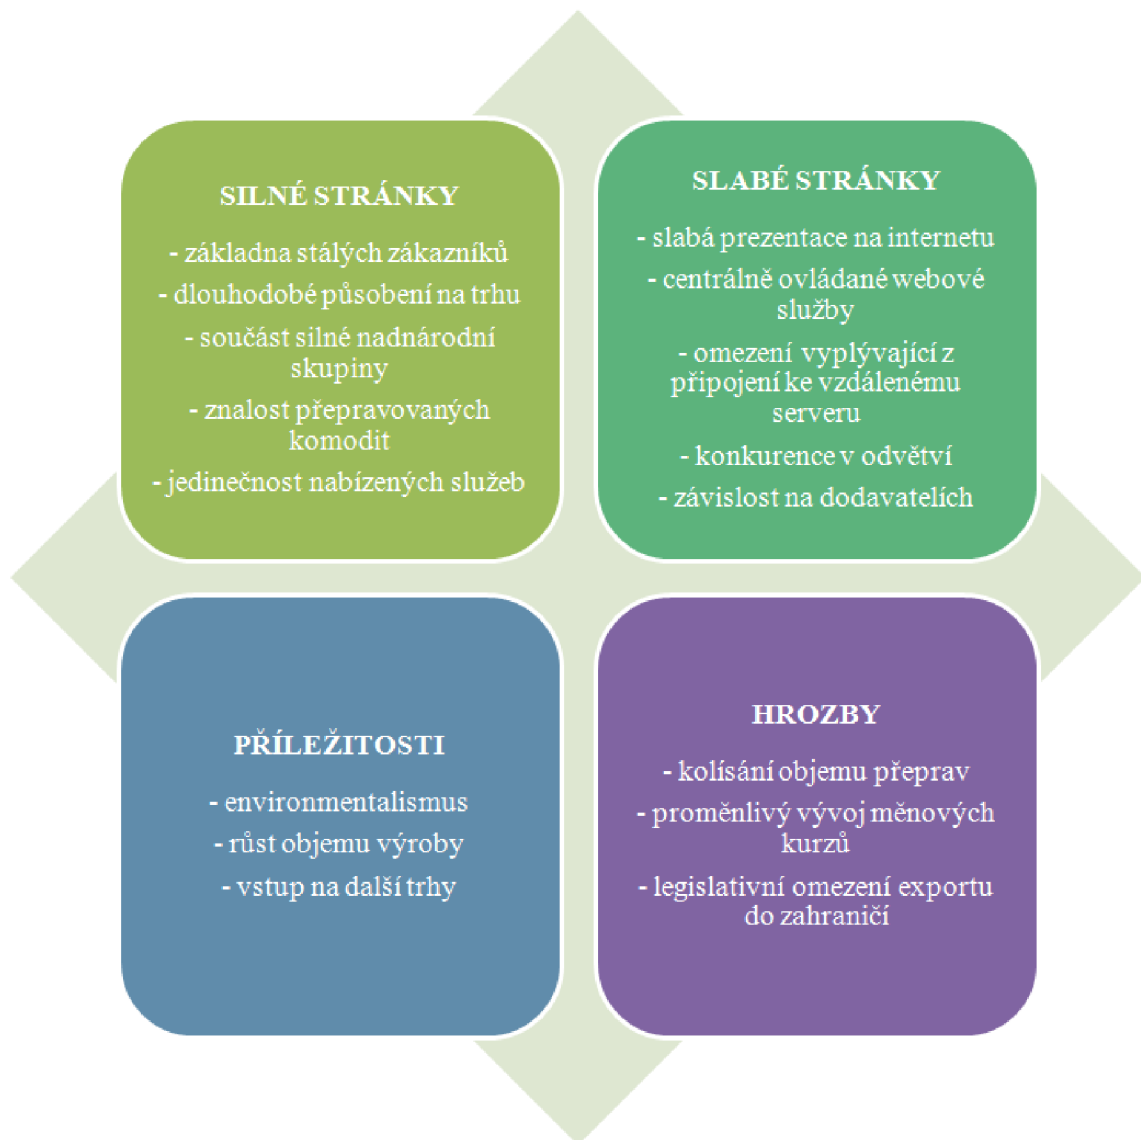 SILNÉ STRÁNKY
- základna stálých zákazníků
- dlouhodobé působení na trhu
- součást silné nadnárodní
skupiny
- znalost přepravovaných
komodit
- jedinečnost nabízených služeb
SLABÉ STRÁNKY
- slabá prezentace na internetu
- centrálně ovládané webové
služby
- omezení vyplývající z
připojení ke vzdálenému
serveru
- konkurence v odvětví
- závislost na dodavatelích
PŘÍLEŽITOSTI
- environmentalismus
- růst objemu výroby
- vstup na další trhy
HROZBY
- kolísání objemu přeprav
- proměnlivý vývoj měnových
kurzů
- legislativní omezení exportu
do zahraničí